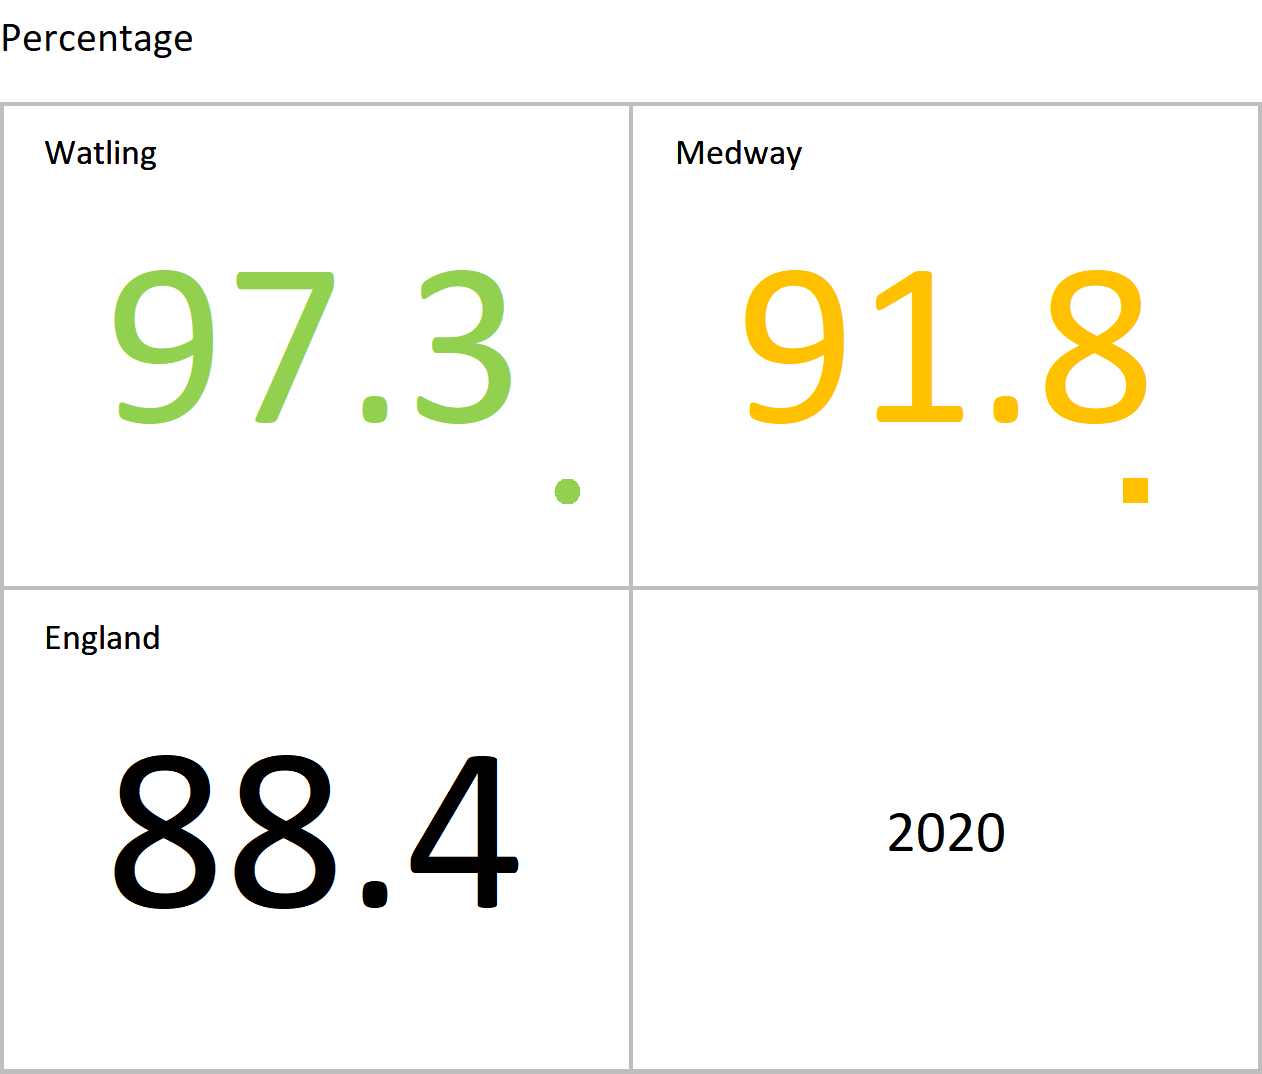 Percentage
Watling
Medway
97.3
91.8
England
88.4
2020